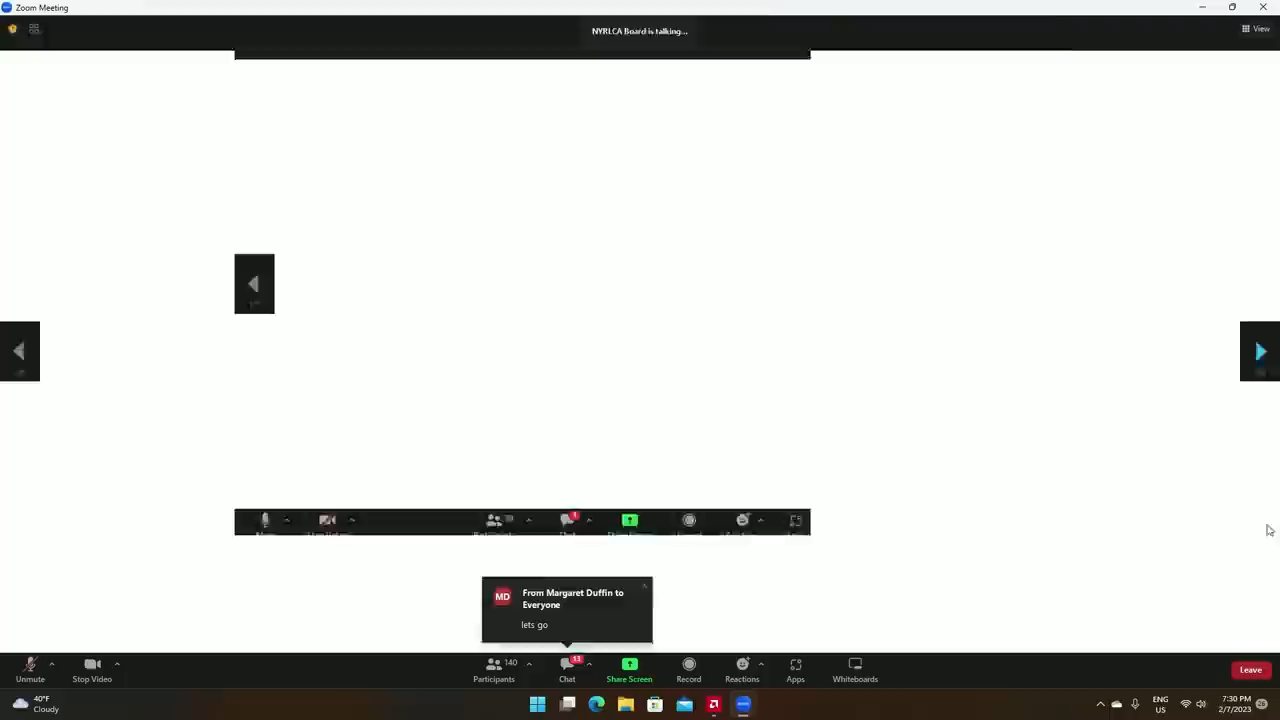 Zoom Meeting
NYRLCA Board is talking...
View
1
MD
From Margaret Duffin to
Everyone
lets go
Unmute
Stop Video
140
Participants
13
Chat
Share Screen
Record
Reactions
Apps
Whiteboards
Leave
40°F
Cloudy
ENG
US
7:30 PM
2/7/2023